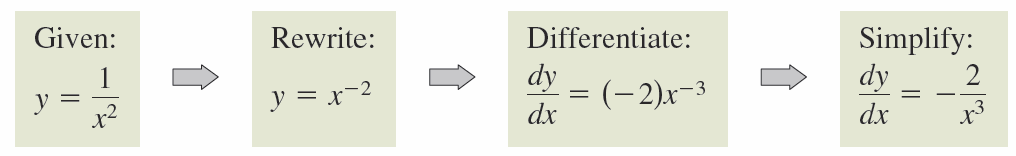 Given:
y = 1/x²
Rewrite:
y = x⁻²
Differentiate:
dy/dx = (−2)x⁻³
Simplify:
dy/dx = −2/x³